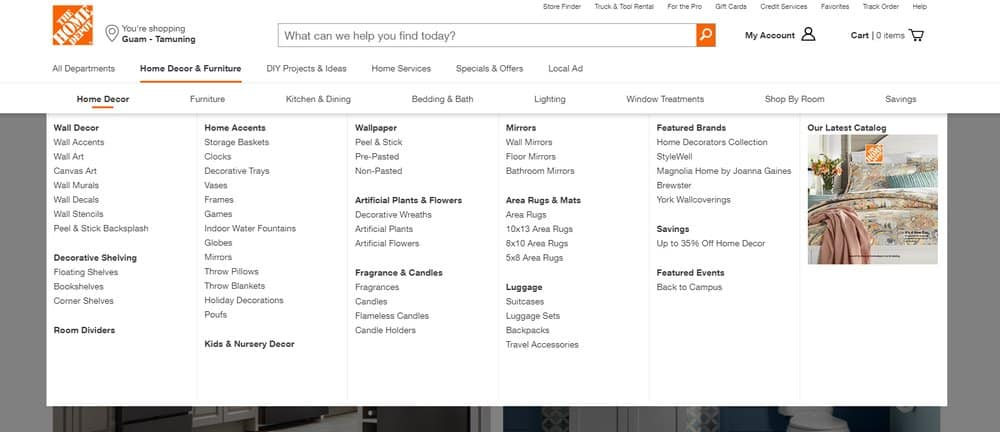 Store Finder Truck & Tool Rental For the Pro Gift Cards Credit Services Favorites Track Order Help
THE HOME DEPOT
You're shopping
Guam - Tamuning
What can we help you find today?
My Account
Cart | 0 items
All Departments Home Decor & Furniture DIY Projects & Ideas Home Services Specials & Offers Local Ad
Home Decor Furniture Kitchen & Dining Bedding & Bath Lighting Window Treatments Shop By Room Savings
Wall Decor
Wall Accents
Wall Art
Canvas Art
Wall Murals
Wall Decals
Wall Stencils
Peel & Stick Backsplash
Decorative Shelving
Floating Shelves
Bookshelves
Corner Shelves
Room Dividers
Home Accents
Storage Baskets
Clocks
Decorative Trays
Vases
Frames
Games
Indoor Water Fountains
Globes
Mirrors
Throw Pillows
Throw Blankets
Holiday Decorations
Poufs
Kids & Nursery Decor
Wallpaper
Peel & Stick
Pre-Pasted
Non-Pasted
Artificial Plants & Flowers
Decorative Wreaths
Artificial Plants
Artificial Flowers
Fragrance & Candles
Fragrances
Candles
Flameless Candles
Candle Holders
Mirrors
Wall Mirrors
Floor Mirrors
Bathroom Mirrors
Area Rugs & Mats
Area Rugs
10x13 Area Rugs
8x10 Area Rugs
5x8 Area Rugs
Luggage
Suitcases
Luggage Sets
Backpacks
Travel Accessories
Featured Brands
Home Decorators Collection
StyleWell
Magnolia Home by Joanna Gaines
Brewster
York Wallcoverings
Savings
Up to 35% Off Home Decor
Featured Events
Back to Campus
Our Latest Catalog